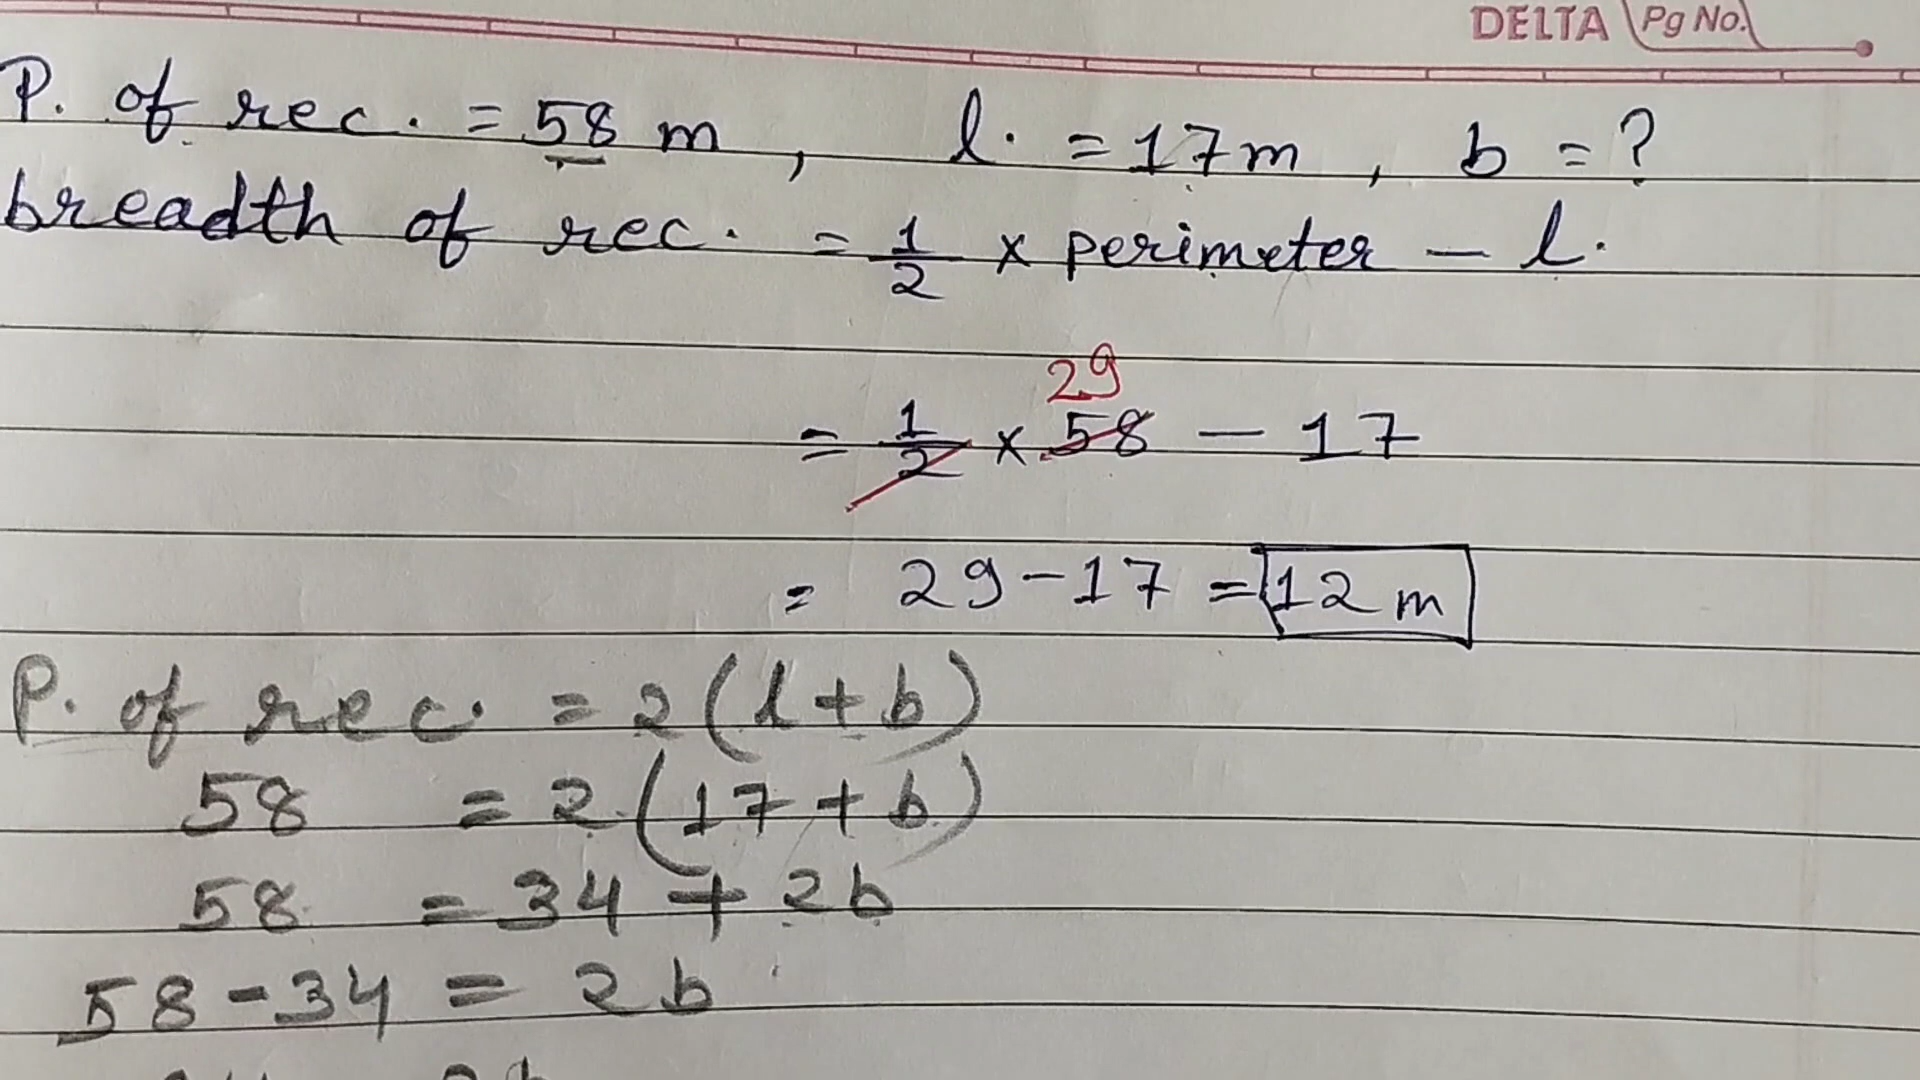 DELTA Pg No.
P. of rec. = 58 m, l. = 17m, b = ?
breadth of rec. = 1/2 × perimeter - l.
29
= 1/2 × 58 - 17
= 29 - 17 = 12 m
P. of rec. = 2(l+b)
58 = 2(17+b)
58 = 34 + 2b
58 - 34 = 2b